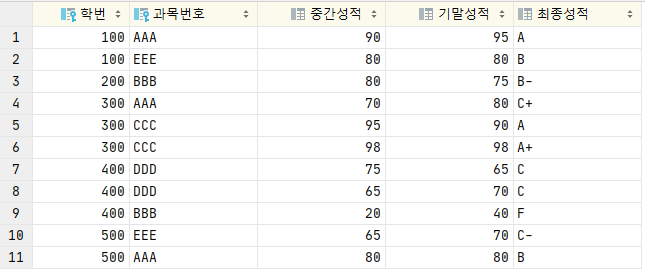 학번 과목번호 중간성적 기말성적 최종성적
1 100 AAA 90 95 A
2 100 EEE 80 80 B
3 200 BBB 80 75 B-
4 300 AAA 70 80 C+
5 300 CCC 95 90 A
6 300 CCC 98 98 A+
7 400 DDD 75 65 C
8 400 DDD 65 70 C
9 400 BBB 20 40 F
10 500 EEE 65 70 C-
11 500 AAA 80 80 B